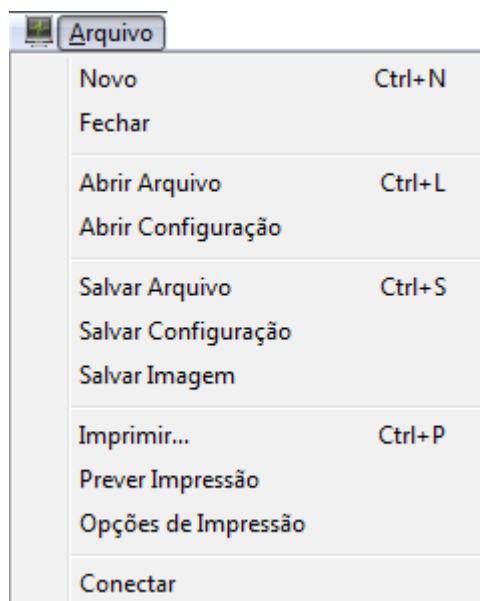 Arquivo
Novo Ctrl+N
Fechar
Abrir Arquivo Ctrl+L
Abrir Configuração
Salvar Arquivo Ctrl+S
Salvar Configuração
Salvar Imagem
Imprimir... Ctrl+P
Prever Impressão
Opções de Impressão
Conectar